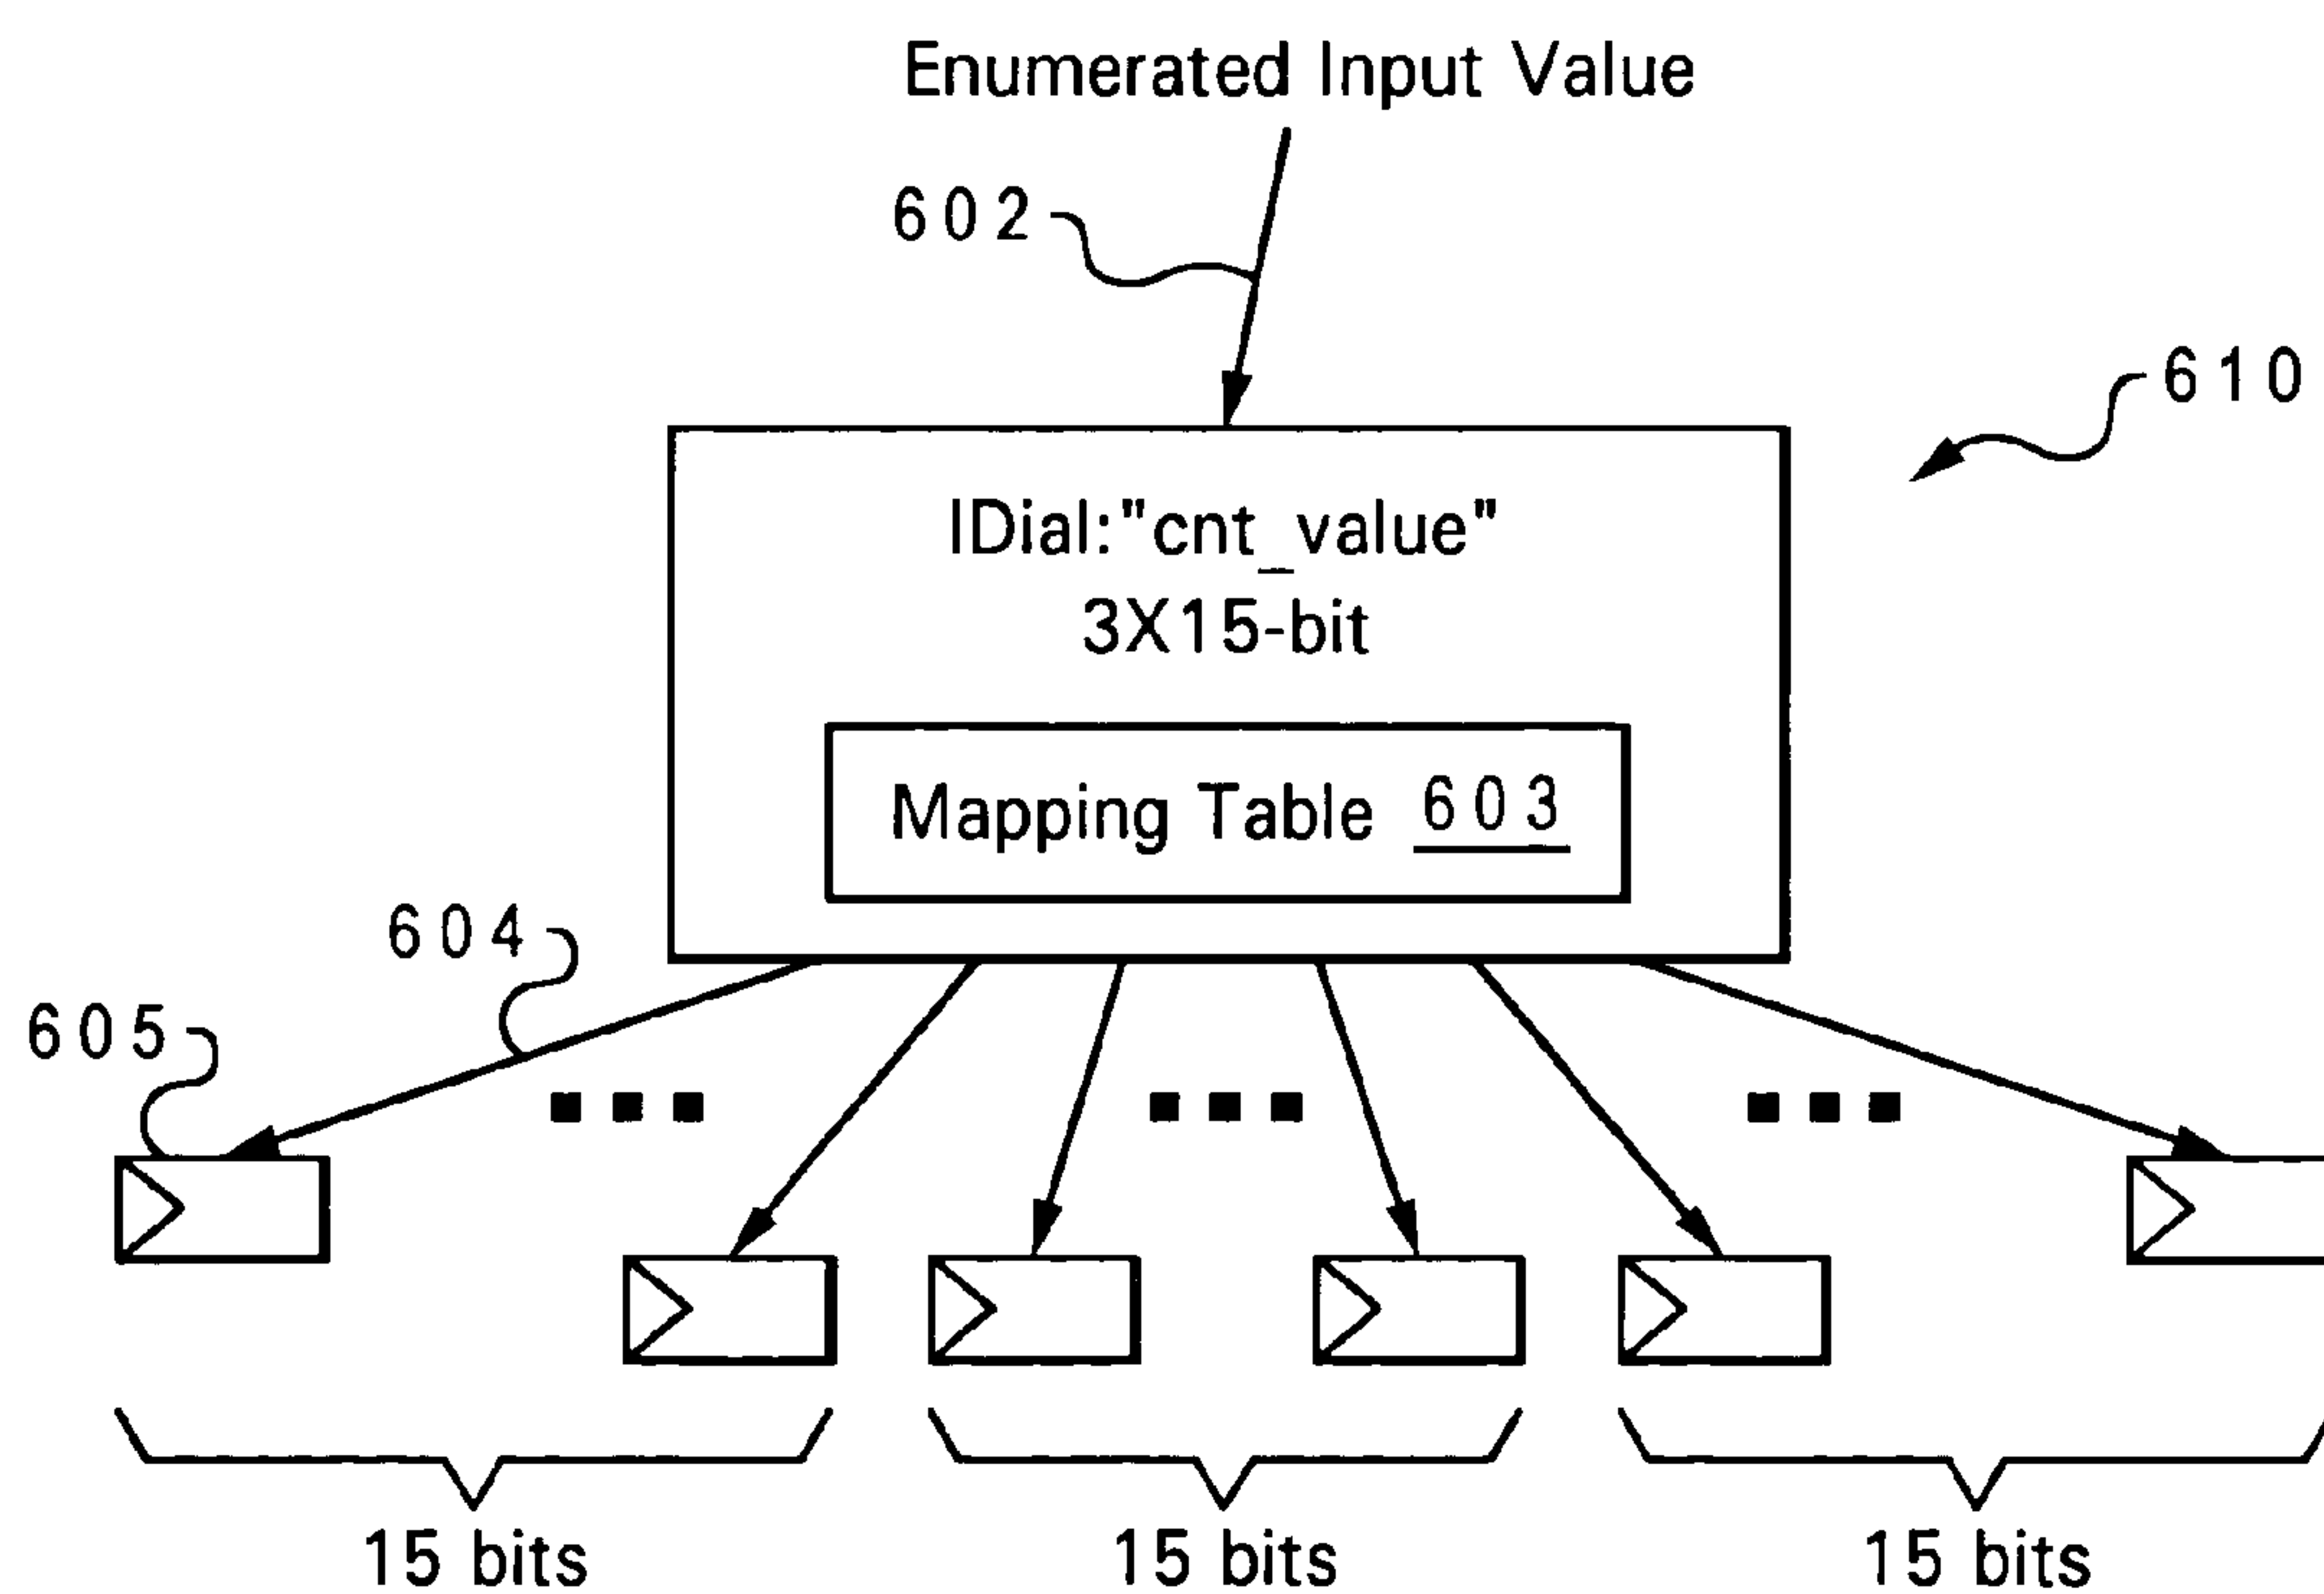 Enumerated Input Value
602
610
IDial:"cnt_value"
3X15-bit
Mapping Table 603
604
605
15 bits 15 bits 15 bits